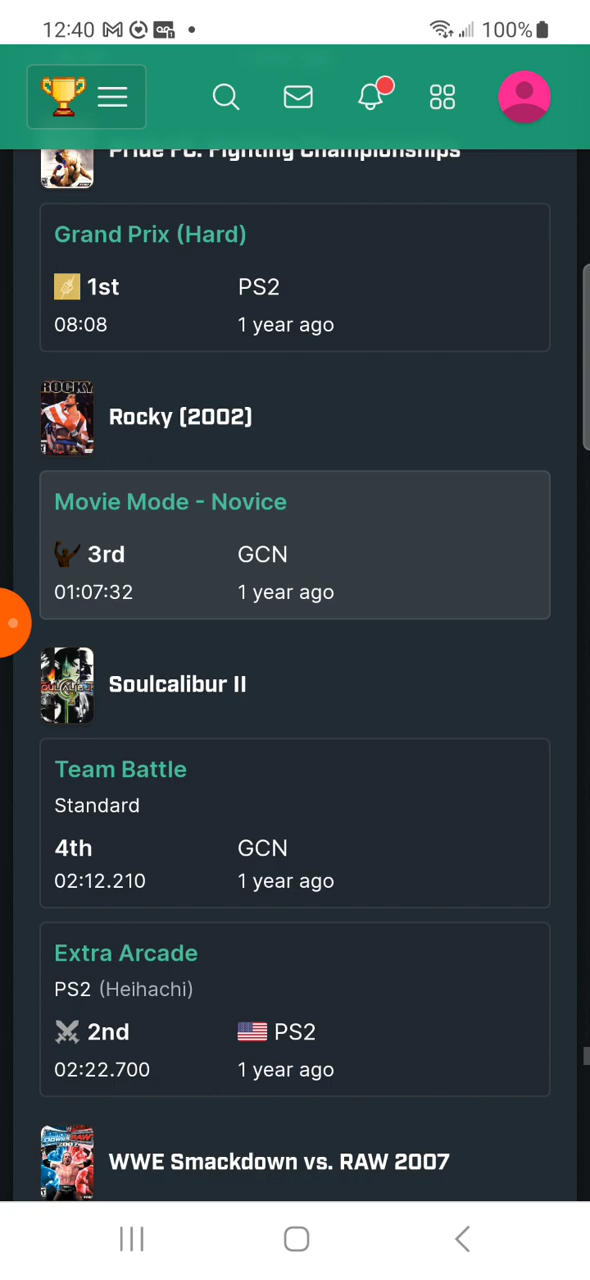 12:40
100%
Pride FC: Fighting Championships
Grand Prix (Hard)
1st PS2
08:08 1 year ago
ROCKY
Rocky (2002)
Movie Mode - Novice
3rd GCN
01:07:32 1 year ago
Soulcalibur II
Team Battle
Standard
4th GCN
02:12.210 1 year ago
Extra Arcade
PS2 (Heihachi)
2nd PS2
02:22.700 1 year ago
WWE Smackdown vs. RAW 2007